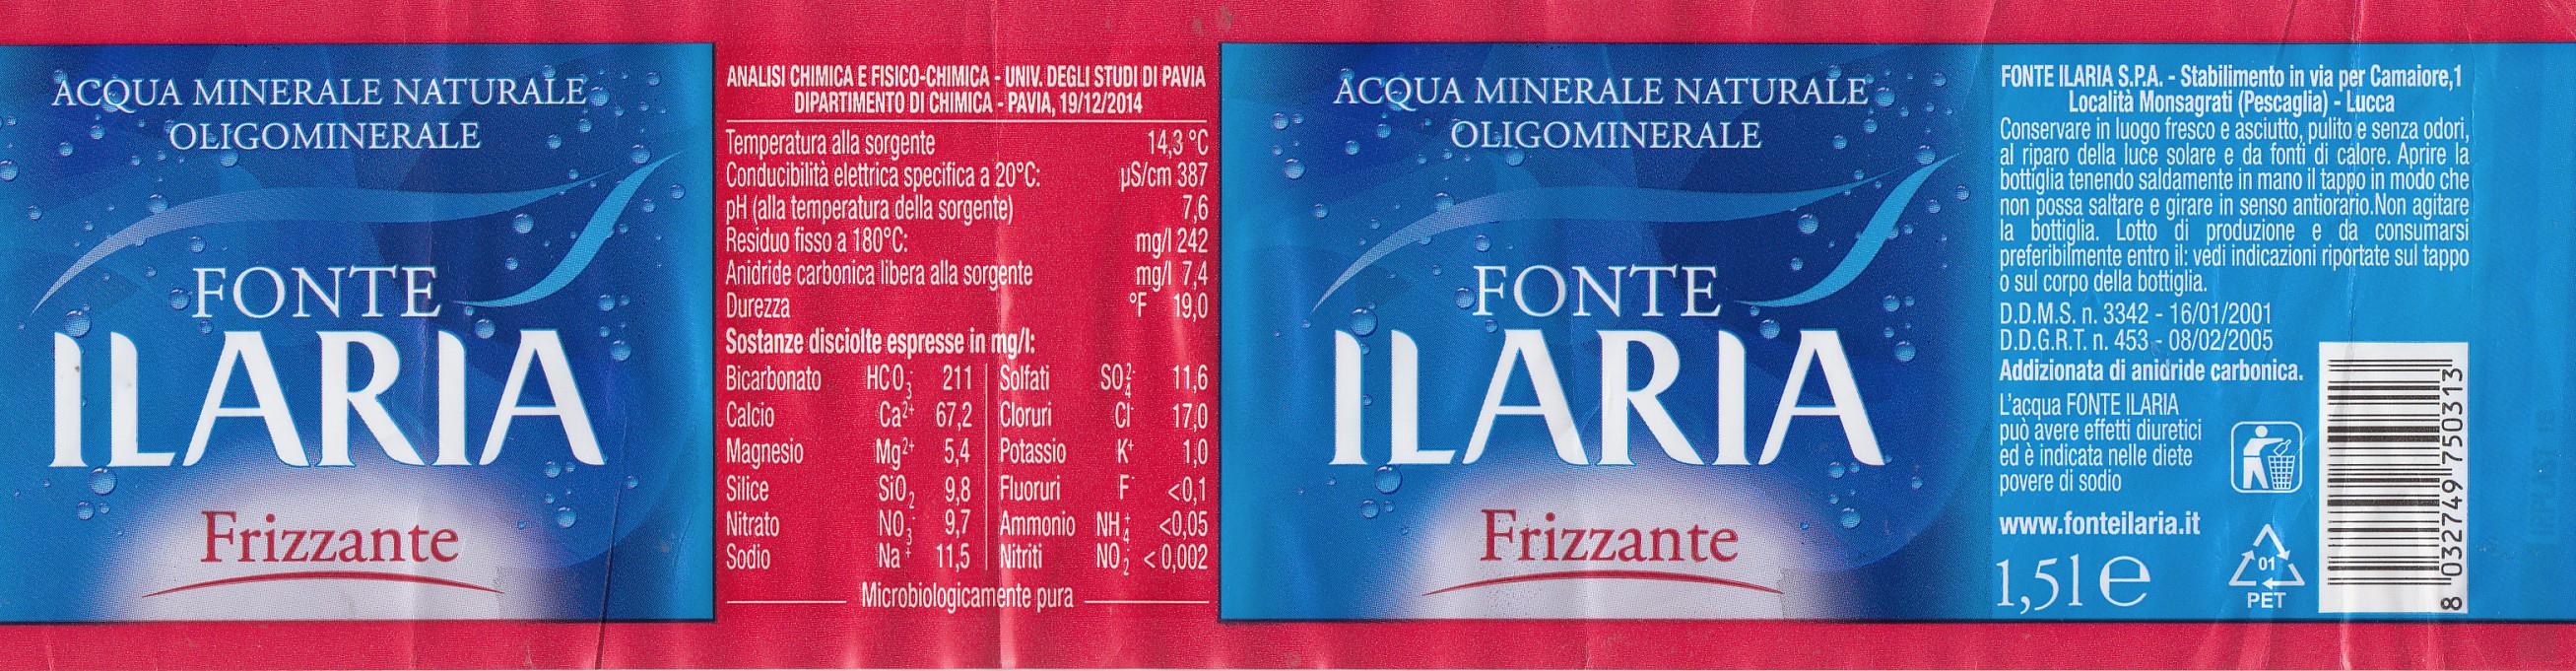 ACQUA MINERALE NATURALE
OLIGOMINERALE
FONTE
ILARIA
Frizzante
ANALISI CHIMICA E FISICO-CHIMICA - UNIV. DEGLI STUDI DI PAVIA
DIPARTIMENTO DI CHIMICA - PAVIA, 19/12/2014
Temperatura alla sorgente 14,3 °C
Conducibilità elettrica specifica a 20°C: µS/cm 387
pH (alla temperatura della sorgente) 7,6
Residuo fisso a 180°C: mg/l 242
Anidride carbonica libera alla sorgente mg/l 7,4
Durezza °F 19,0
Sostanze disciolte espresse in mg/l:
Bicarbonato HCO₃⁻ 211 Solfati SO₄²⁻ 11,6
Calcio Ca²⁺ 67,2 Cloruri Cl⁻ 17,0
Magnesio Mg²⁺ 5,4 Potassio K⁺ 1,0
Silice SiO₂ 9,8 Fluoruri F⁻ <0,1
Nitrato NO₃⁻ 9,7 Ammonio NH₄⁺ <0,05
Sodio Na⁺ 11,5 Nitriti NO₂⁻ <0,002
Microbiologicamente pura
ACQUA MINERALE NATURALE
OLIGOMINERALE
FONTE
ILARIA
Frizzante
FONTE ILARIA S.P.A. - Stabilimento in via per Camaiore,1
Località Monsagrati (Pescaglia) - Lucca
Conservare in luogo fresco e asciutto, pulito e senza odori,
al riparo della luce solare e da fonti di calore. Aprire la
bottiglia tenendo saldamente in mano il tappo in modo che
non possa saltare e girare in senso antiorario.Non agitare
la bottiglia. Lotto di produzione e da consumarsi
preferibilmente entro il: vedi indicazioni riportate sul tappo
o sul corpo della bottiglia.
D.D.M.S. n. 3342 - 16/01/2001
D.D.G.R.T. n. 453 - 08/02/2005
Addizionata di anidride carbonica.
L'acqua FONTE ILARIA
può avere effetti diuretici
ed è indicata nelle diete
povere di sodio
www.fonteilaria.it
1,5l e
01
PET
8 032749 750313